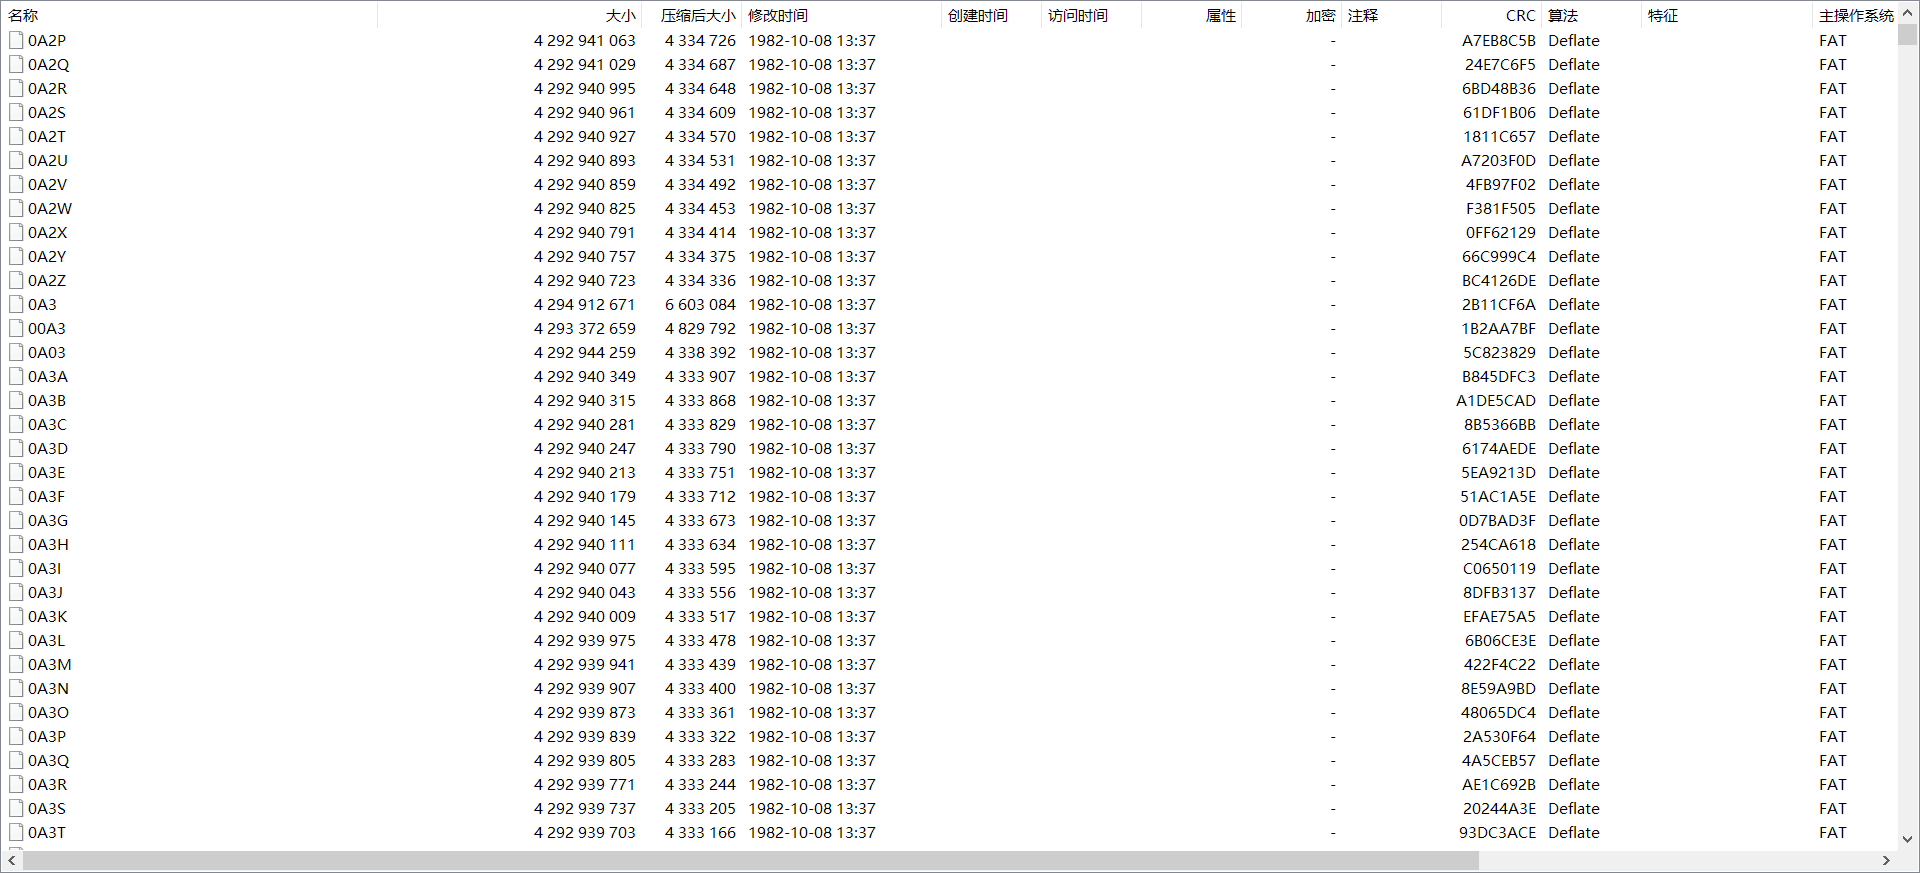 名称 大小 压缩后大小 修改时间 创建时间 访问时间 属性 加密 注释 CRC 算法 特征 主操作系统
0A2P 4 292 941 063 4 334 726 1982-10-08 13:37 - A7EB8C5B Deflate FAT
0A2Q 4 292 941 029 4 334 687 1982-10-08 13:37 - 24E7C6F5 Deflate FAT
0A2R 4 292 940 995 4 334 648 1982-10-08 13:37 - 6BD48B36 Deflate FAT
0A2S 4 292 940 961 4 334 609 1982-10-08 13:37 - 61DF1B06 Deflate FAT
0A2T 4 292 940 927 4 334 570 1982-10-08 13:37 - 1811C657 Deflate FAT
0A2U 4 292 940 893 4 334 531 1982-10-08 13:37 - A7203F0D Deflate FAT
0A2V 4 292 940 859 4 334 492 1982-10-08 13:37 - 4FB97F02 Deflate FAT
0A2W 4 292 940 825 4 334 453 1982-10-08 13:37 - F381F505 Deflate FAT
0A2X 4 292 940 791 4 334 414 1982-10-08 13:37 - 0FF62129 Deflate FAT
0A2Y 4 292 940 757 4 334 375 1982-10-08 13:37 - 66C999C4 Deflate FAT
0A2Z 4 292 940 723 4 334 336 1982-10-08 13:37 - BC4126DE Deflate FAT
0A3 4 294 912 671 6 603 084 1982-10-08 13:37 - 2B11CF6A Deflate FAT
00A3 4 293 372 659 4 829 792 1982-10-08 13:37 - 1B2AA7BF Deflate FAT
0A03 4 292 944 259 4 338 392 1982-10-08 13:37 - 5C823829 Deflate FAT
0A3A 4 292 940 349 4 333 907 1982-10-08 13:37 - B845DFC3 Deflate FAT
0A3B 4 292 940 315 4 333 868 1982-10-08 13:37 - A1DE5CAD Deflate FAT
0A3C 4 292 940 281 4 333 829 1982-10-08 13:37 - 8B5366BB Deflate FAT
0A3D 4 292 940 247 4 333 790 1982-10-08 13:37 - 6174AEDE Deflate FAT
0A3E 4 292 940 213 4 333 751 1982-10-08 13:37 - 5EA9213D Deflate FAT
0A3F 4 292 940 179 4 333 712 1982-10-08 13:37 - 51AC1A5E Deflate FAT
0A3G 4 292 940 145 4 333 673 1982-10-08 13:37 - 0D7BAD3F Deflate FAT
0A3H 4 292 940 111 4 333 634 1982-10-08 13:37 - 254CA618 Deflate FAT
0A3I 4 292 940 077 4 333 595 1982-10-08 13:37 - C0650119 Deflate FAT
0A3J 4 292 940 043 4 333 556 1982-10-08 13:37 - 8DFB3137 Deflate FAT
0A3K 4 292 940 009 4 333 517 1982-10-08 13:37 - EFAE75A5 Deflate FAT
0A3L 4 292 939 975 4 333 478 1982-10-08 13:37 - 6B06CE3E Deflate FAT
0A3M 4 292 939 941 4 333 439 1982-10-08 13:37 - 422F4C22 Deflate FAT
0A3N 4 292 939 907 4 333 400 1982-10-08 13:37 - 8E59A9BD Deflate FAT
0A3O 4 292 939 873 4 333 361 1982-10-08 13:37 - 48065DC4 Deflate FAT
0A3P 4 292 939 839 4 333 322 1982-10-08 13:37 - 2A530F64 Deflate FAT
0A3Q 4 292 939 805 4 333 283 1982-10-08 13:37 - 4A5CEB57 Deflate FAT
0A3R 4 292 939 771 4 333 244 1982-10-08 13:37 - AE1C692B Deflate FAT
0A3S 4 292 939 737 4 333 205 1982-10-08 13:37 - 20244A3E Deflate FAT
0A3T 4 292 939 703 4 333 166 1982-10-08 13:37 - 93DC3ACE Deflate FAT